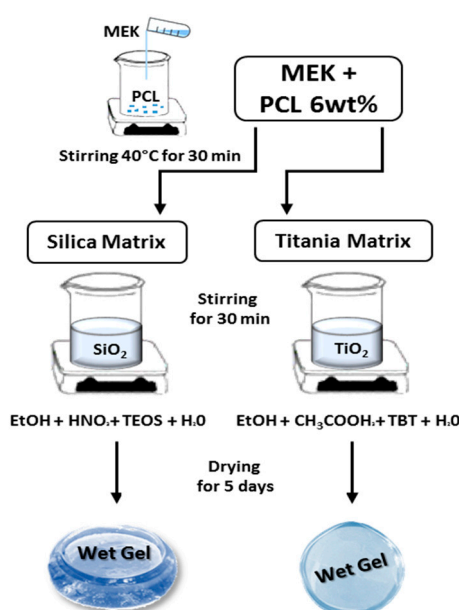 MEK
PCL
MEK +
PCL 6wt%
Stirring 40°C for 30 min
Silica Matrix
Titania Matrix
Stirring
for 30 min
SiO₂
TiO₂
EtOH + HNO₃+ TEOS + H₂0
EtOH + CH₃COOH₃+ TBT + H₂0
Drying
for 5 days
Wet Gel
Wet Gel